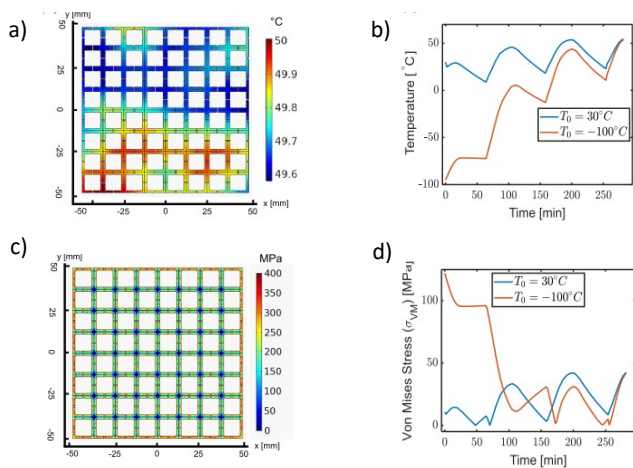 a)
y [mm]
50
25
0
-25
-50
-50
-25
0
25
50
x [mm]
°C
50
49.9
49.8
49.7
49.6
b)
Temperature [°C]
50
0
-50
-100
0
50
100
150
200
250
Time [min]
T₀ = 30°C
T₀ = −100°C
c)
y [mm]
50
25
0
-25
-50
-50
-25
0
25
50
x [mm]
MPa
400
350
300
250
200
150
100
50
0
d)
Von Mises Stress (σVM) [MPa]
100
50
0
0
50
100
150
200
250
Time [min]
T₀ = 30°C
T₀ = −100°C